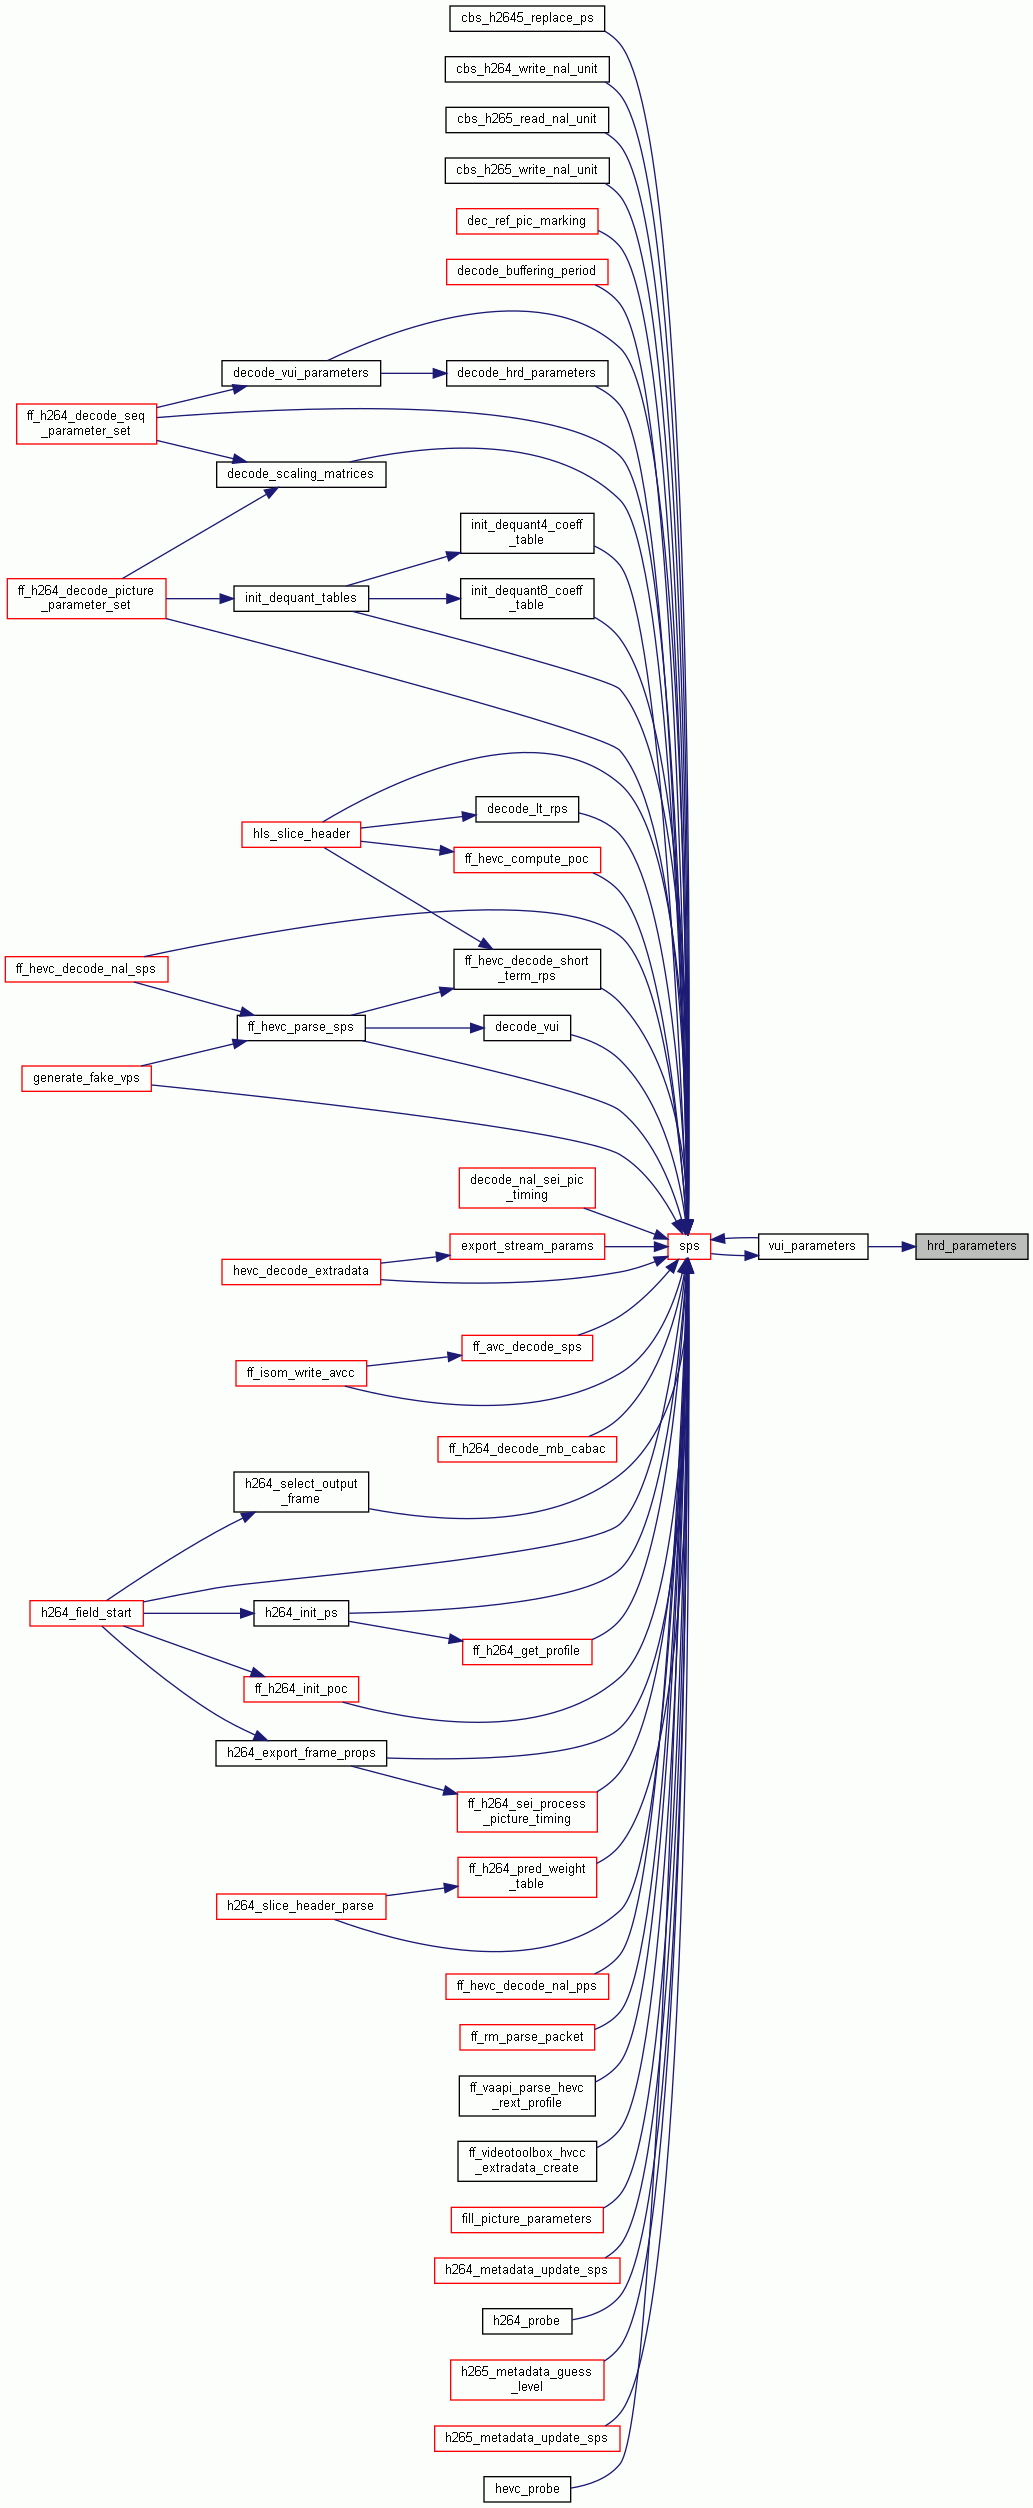 cbs_h2645_replace_ps
cbs_h264_write_nal_unit
cbs_h265_read_nal_unit
cbs_h265_write_nal_unit
dec_ref_pic_marking
decode_buffering_period
decode_vui_parameters
decode_hrd_parameters
ff_h264_decode_seq
_parameter_set
decode_scaling_matrices
init_dequant4_coeff
_table
ff_h264_decode_picture
_parameter_set
init_dequant_tables
init_dequant8_coeff
_table
decode_lt_rps
hls_slice_header
ff_hevc_compute_poc
ff_hevc_decode_nal_sps
ff_hevc_decode_short
_term_rps
ff_hevc_parse_sps
decode_vui
generate_fake_vps
decode_nal_sei_pic
_timing
export_stream_params
sps
vui_parameters
hrd_parameters
hevc_decode_extradata
ff_avc_decode_sps
ff_isom_write_avcc
ff_h264_decode_mb_cabac
h264_select_output
_frame
h264_field_start
h264_init_ps
ff_h264_get_profile
ff_h264_init_poc
h264_export_frame_props
ff_h264_sei_process
_picture_timing
ff_h264_pred_weight
_table
h264_slice_header_parse
ff_hevc_decode_nal_pps
ff_rm_parse_packet
ff_vaapi_parse_hevc
_rext_profile
ff_videotoolbox_hvcc
_extradata_create
fill_picture_parameters
h264_metadata_update_sps
h264_probe
h265_metadata_guess
_level
h265_metadata_update_sps
hevc_probe